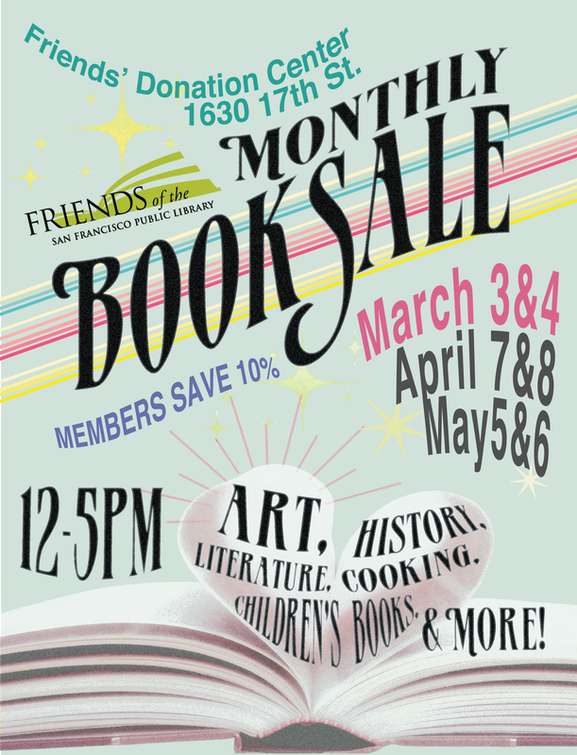 Friends' Donation Center
1630 17th St.
MONTHLY
BOOK SALE
FRIENDS of the
SAN FRANCISCO PUBLIC LIBRARY
March 3&4
April 7&8
May5&6
MEMBERS SAVE 10%
12-5PM
ART, HISTORY,
LITERATURE, COOKING,
CHILDREN'S BOOKS,
& MORE!